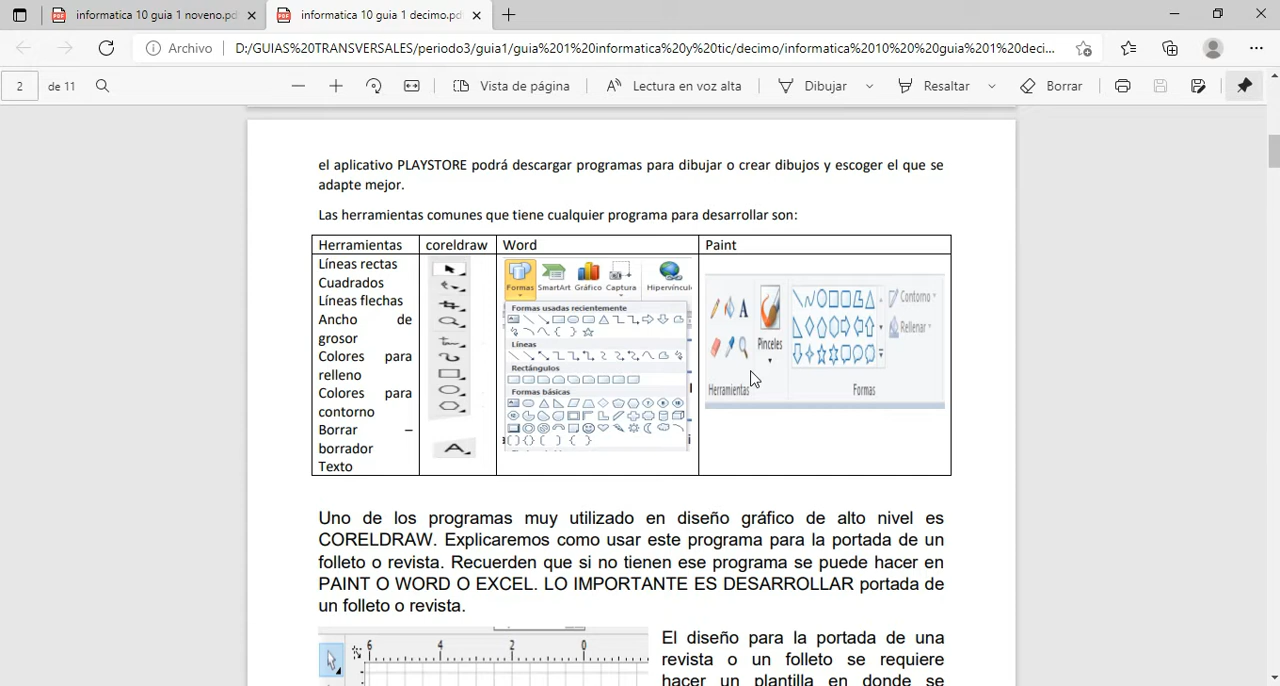 informatica 10 guia 1 noveno.pd
informatica 10 guia 1 decimo.pd
Archivo
D:/GUIAS%20TRANSVERSALES/periodo3/guia1/guia%201%20informatica%20y%20tic/decimo/informatica%2010%20%20guia%201%20deci...
2
de 11
Vista de página
Lectura en voz alta
Dibujar
Resaltar
Borrar
el aplicativo PLAYSTORE podrá descargar programas para dibujar o crear dibujos y escoger el que se
adapte mejor.
Las herramientas comunes que tiene cualquier programa para desarrollar son:
Herramientas
coreldraw
Word
Paint
Líneas rectas
Cuadrados
Líneas flechas
Ancho de
grosor
Colores para
relleno
Colores para
contorno
Borrar –
borrador
Texto
Formas
SmartArt
Gráfico
Captura
Hipervíncul
Formas usadas recientemente
Líneas
Rectángulos
Formas básicas
Pinceles
Contorno
Rellenar
Herramientas
Formas
Uno de los programas muy utilizado en diseño gráfico de alto nivel es
CORELDRAW. Explicaremos como usar este programa para la portada de un
folleto o revista. Recuerden que si no tienen ese programa se puede hacer en
PAINT O WORD O EXCEL. LO IMPORTANTE ES DESARROLLAR portada de
un folleto o revista.
6 4 2 0
El diseño para la portada de una
revista o un folleto se requiere
hacer un plantilla en donde se